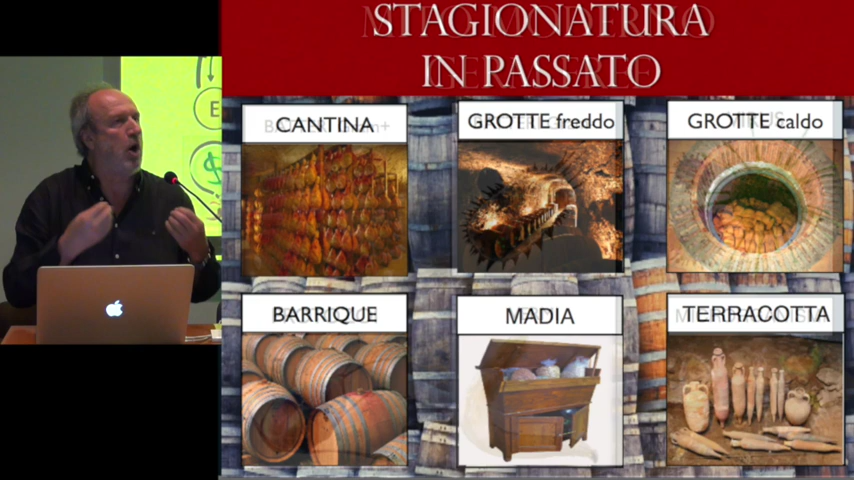 STAGIONATURA
IN PASSATO
CANTINA
GROTTE freddo
GROTTE caldo
BARRIQUE
MADIA
TERRACOTTA
E
$